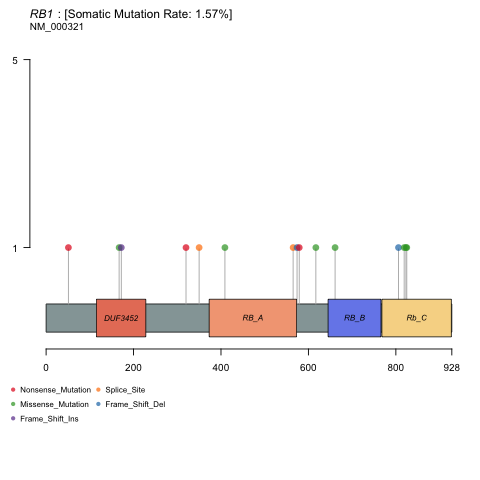 RB1 : [Somatic Mutation Rate: 1.57%]
NM_000321
5
1
DUF3452 RB_A RB_B Rb_C
0 200 400 600 800 928
Nonsense_Mutation Splice_Site
Missense_Mutation Frame_Shift_Del
Frame_Shift_Ins